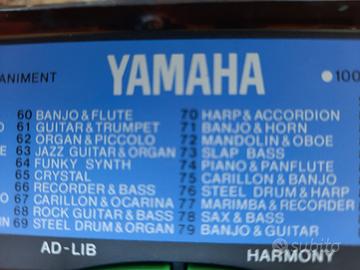 ANIMENT YAMAHA 100
60 BANJO & FLUTE
61 GUITAR & TRUMPET
62 ORGAN & PICCOLO
63 JAZZ GUITAR & ORGAN
64 FUNKY SYNTH
65 CRYSTAL
66 RECORDER & BASS
67 CARILLON & OCARINA
68 ROCK GUITAR & BASS
69 STEEL DRUM & ORGAN
70 HARP & ACCORDION
71 BANJO & HORN
72 MANDOLIN & OBOE
73 SLAP BASS
74 PIANO & PANFLUTE
75 CARILLON & BANJO
76 STEEL DRUM & HARP
77 MARIMBA & RECORDER
78 SAX & BASS
79 BANJO & GUITAR
AD-LIB HARMONY
subito